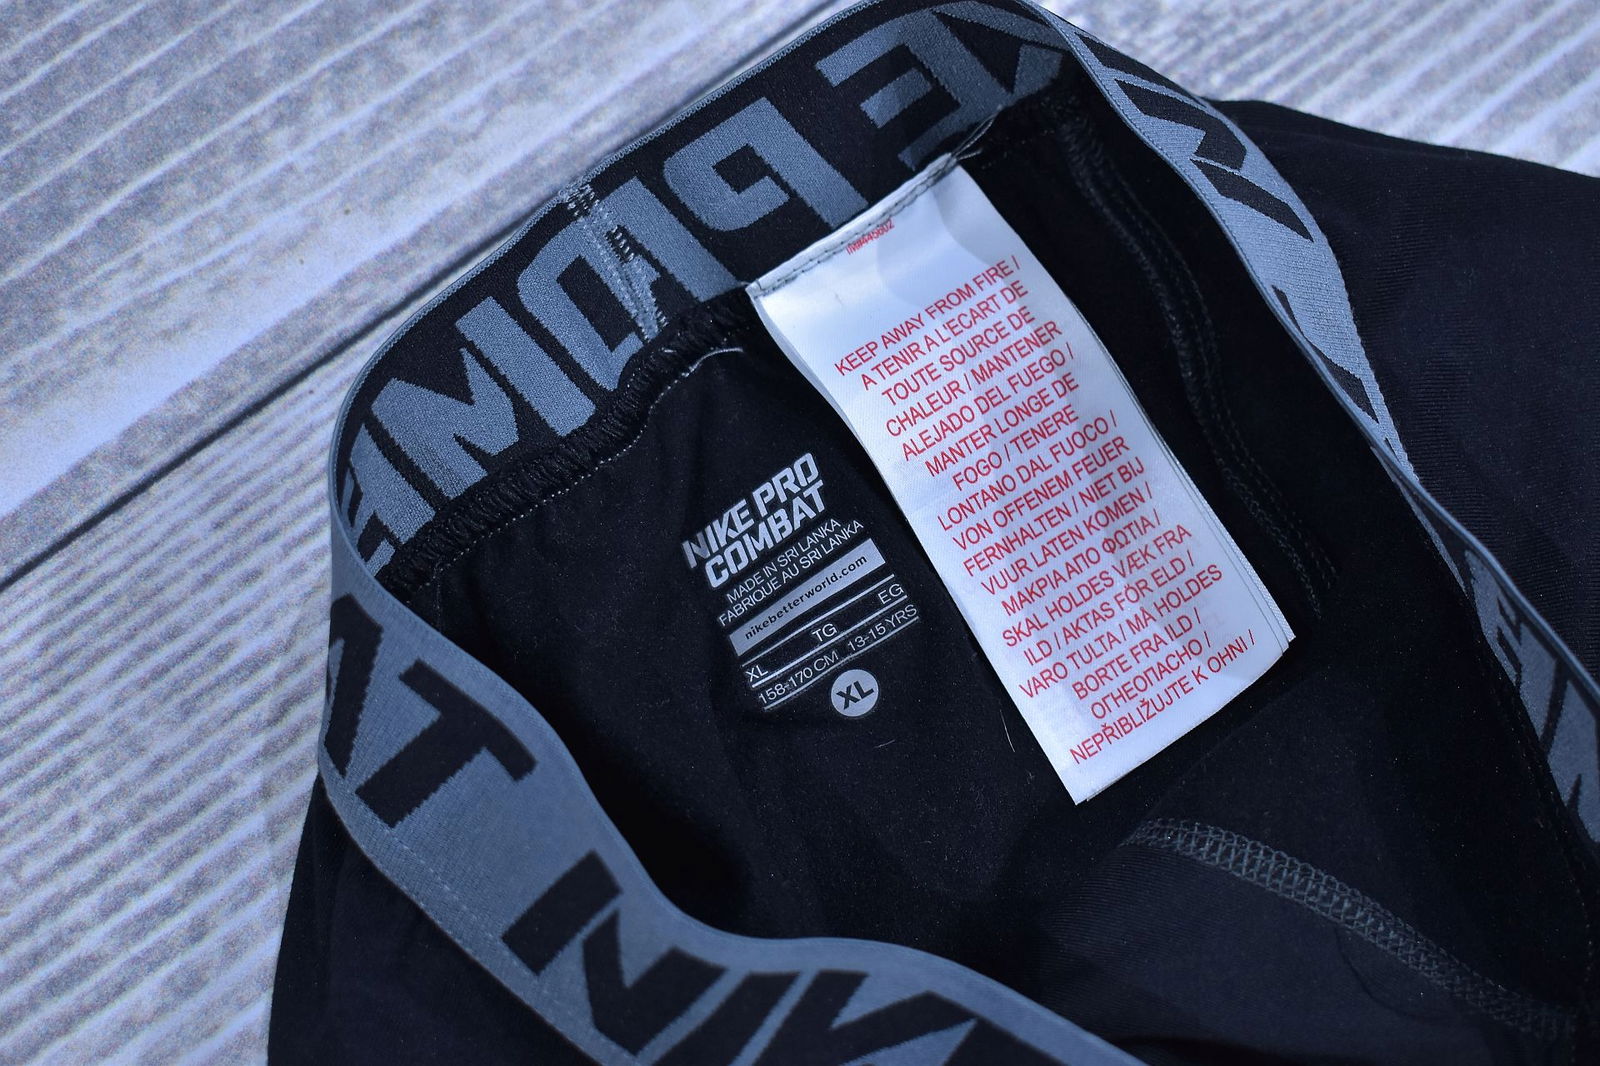 NIKE PRO
COMBAT
MADE IN SRI LANKA
FABRIQUE AU SRI LANKA
nikebetterworld.com
XL TG EG
158-170 CM 13-15 YRS
XL
KEEP AWAY FROM FIRE /
A TENIR A L'ECART DE
TOUTE SOURCE DE
CHALEUR / MANTENER
ALEJADO DEL FUEGO /
MANTER LONGE DE
FOGO / TENERE
LONTANO DAL FUOCO /
VON OFFENEM FEUER
FERNHALTEN / NIET BIJ
VUUR LATEN KOMEN /
ΜΑΚΡΙΑ ΑΠΟ ΦΩΤΙΑ /
SKAL HOLDES VÆK FRA
ILD / AKTAS FÖR ELD /
VARO TULTA / MÅ HOLDES
BORTE FRA ILD /
ОГНЕОПАСНО /
NEPŘIBLIŽUJTE K OHNI /
AT NIKE